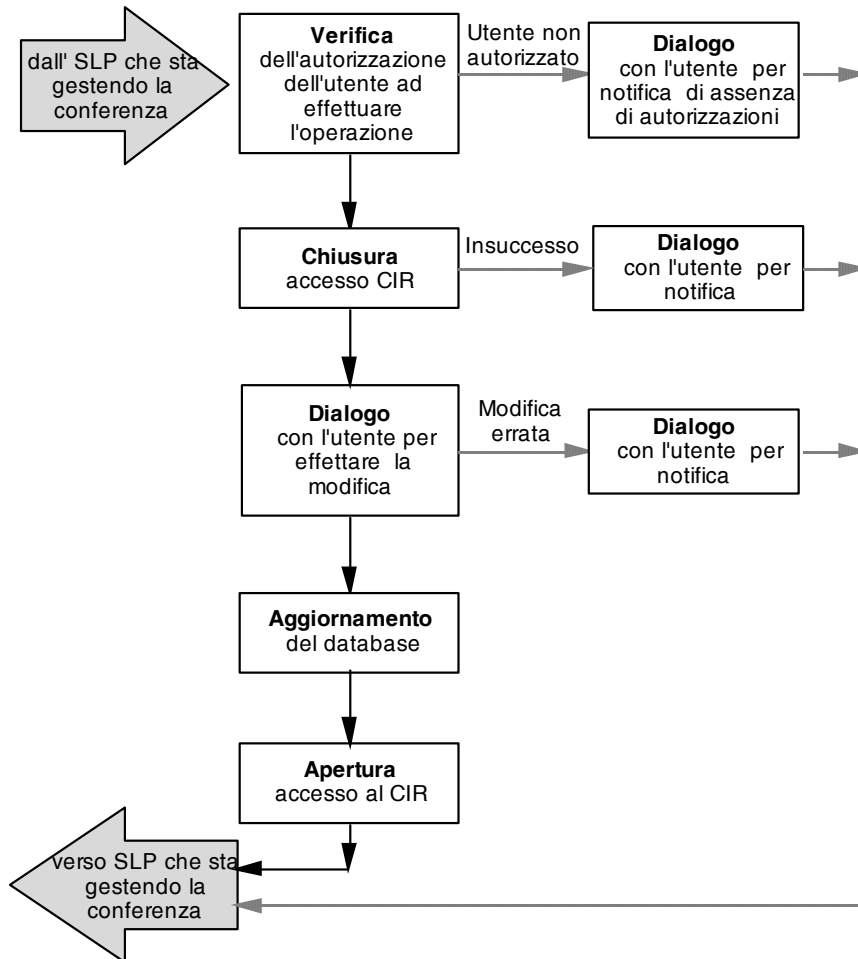 dall' SLP che sta
gestendo la
conferenza
Verifica
dell'autorizzazione
dell'utente ad
effettuare
l'operazione
Utente non
autorizzato
Dialogo
con l'utente per
notifica di assenza
di autorizzazioni
Chiusura
accesso CIR
Insuccesso
Dialogo
con l'utente per
notifica
Dialogo
con l'utente per
effettare la
modifica
Modifica
errata
Dialogo
con l'utente per
notifica
Aggiornamento
del database
Apertura
accesso al CIR
verso SLP che sta
gestendo la
conferenza